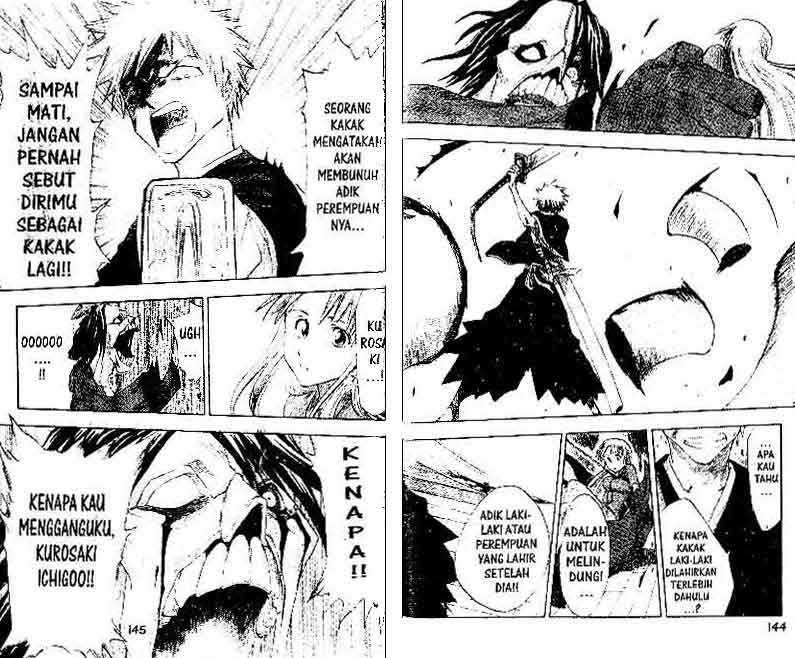 ... APA KAU TAHU ...
KENAPA
KAKAK
LAKI-LAKI
DILAHIRKAN
TERLEBIH
DAHULU
...?
ADALAH
UNTUK
MELIN-
DUNGI
...
ADIK LAKI-
LAKI ATAU
PEREMPUAN
YANG LAHIR
SETELAH
DIA!!
144
SEORANG
KAKAK
MENGATAKAN
AKAN
MEMBUNUH
ADIK
PEREMPUAN
NYA...
SAMPAI
MATI,
JANGAN
PERNAH
SEBUT
DIRIMU
SEBAGAI
KAKAK
LAGI!!
KU
ROSA
KI
...!
UGH
...
OOOOOO
....
!!
KENAPA!!
KENAPA KAU
MENGGANGUKU,
KUROSAKI
ICHIGOO!!
145